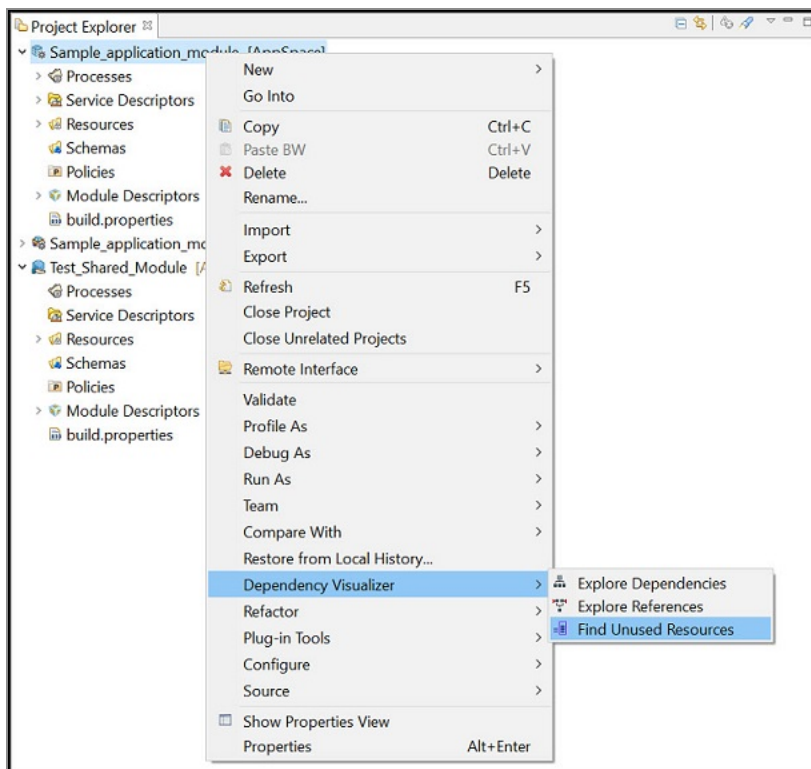 Project Explorer
Sample_application_module [AppSpace]
Processes
Service Descriptors
Resources
Schemas
Policies
Module Descriptors
build.properties
Sample_application_mo
Test_Shared_Module [A
Processes
Service Descriptors
Resources
Schemas
Policies
Module Descriptors
build.properties
New
Go Into
Copy Ctrl+C
Paste BW Ctrl+V
Delete Delete
Rename...
Import
Export
Refresh F5
Close Project
Close Unrelated Projects
Remote Interface
Validate
Profile As
Debug As
Run As
Team
Compare With
Restore from Local History...
Dependency Visualizer
Refactor
Plug-in Tools
Configure
Source
Show Properties View
Properties Alt+Enter
Explore Dependencies
Explore References
Find Unused Resources